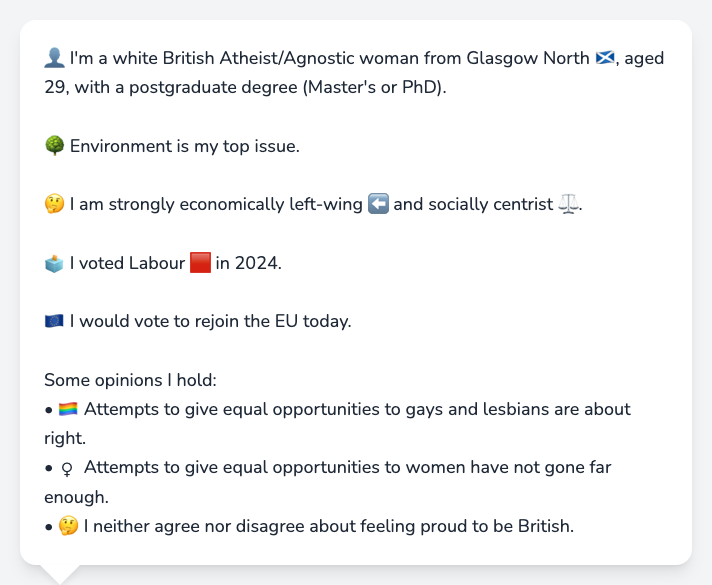 👤 I'm a white British Atheist/Agnostic woman from Glasgow North 🏴󠁧󠁢󠁳󠁣󠁴󠁿, aged
29, with a postgraduate degree (Master's or PhD).
🌳 Environment is my top issue.
🤔 I am strongly economically left-wing ⬅️ and socially centrist ⚖️.
🗳️ I voted Labour 🟥 in 2024.
🇪🇺 I would vote to rejoin the EU today.
Some opinions I hold:
• 🏳️‍🌈 Attempts to give equal opportunities to gays and lesbians are about
right.
• ♀ Attempts to give equal opportunities to women have not gone far
enough.
• 🤔 I neither agree nor disagree about feeling proud to be British.